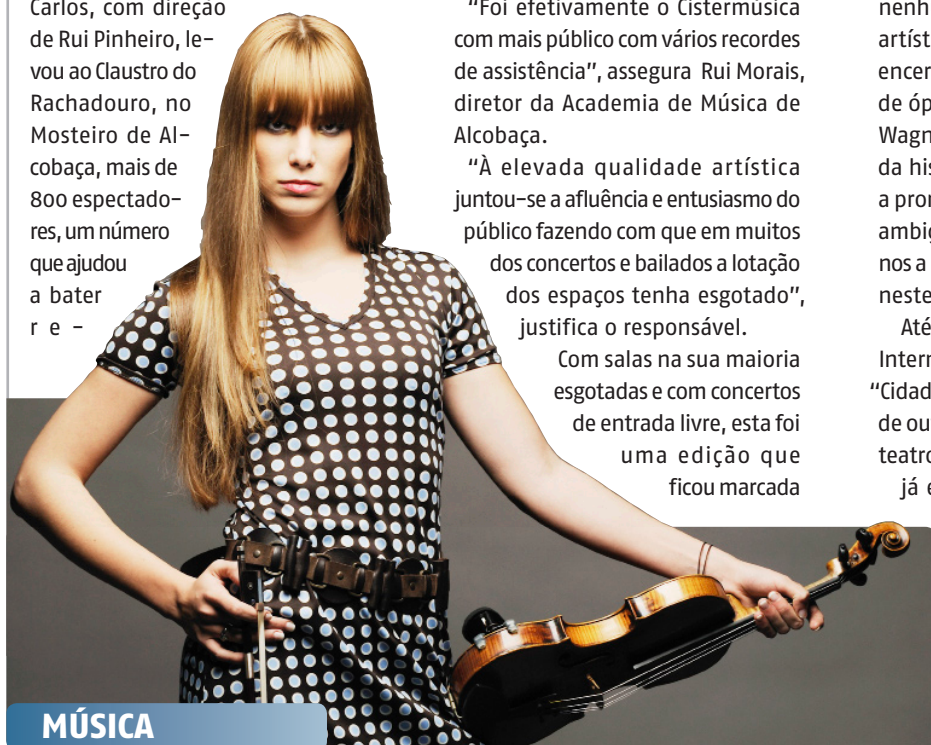 Carlos, com direção
de Rui Pinheiro, le-
vou ao Claustro do
Rachadouro, no
Mosteiro de Al-
cobaça, mais de
800 espectado-
res, um número
que ajudou
a bater
re-
"Foi efetivamente o Cistermúsica
com mais público com vários recordes
de assistência", assegura Rui Morais,
diretor da Academia de Música de
Alcobaça.
"À elevada qualidade artística
juntou-se a afluência e entusiasmo do
público fazendo com que em muitos
dos concertos e bailados a lotação
dos espaços tenha esgotado",
justifica o responsável.
Com salas na sua maioria
esgotadas e com concertos
de entrada livre, esta foi
uma edição que
ficou marcada
nenh
artíst
encer
de óp
Wagn
da his
a pror
ambig
nos a
neste
Até
Interr
"Cidad
de ou
teatro
já e
MÚSICA